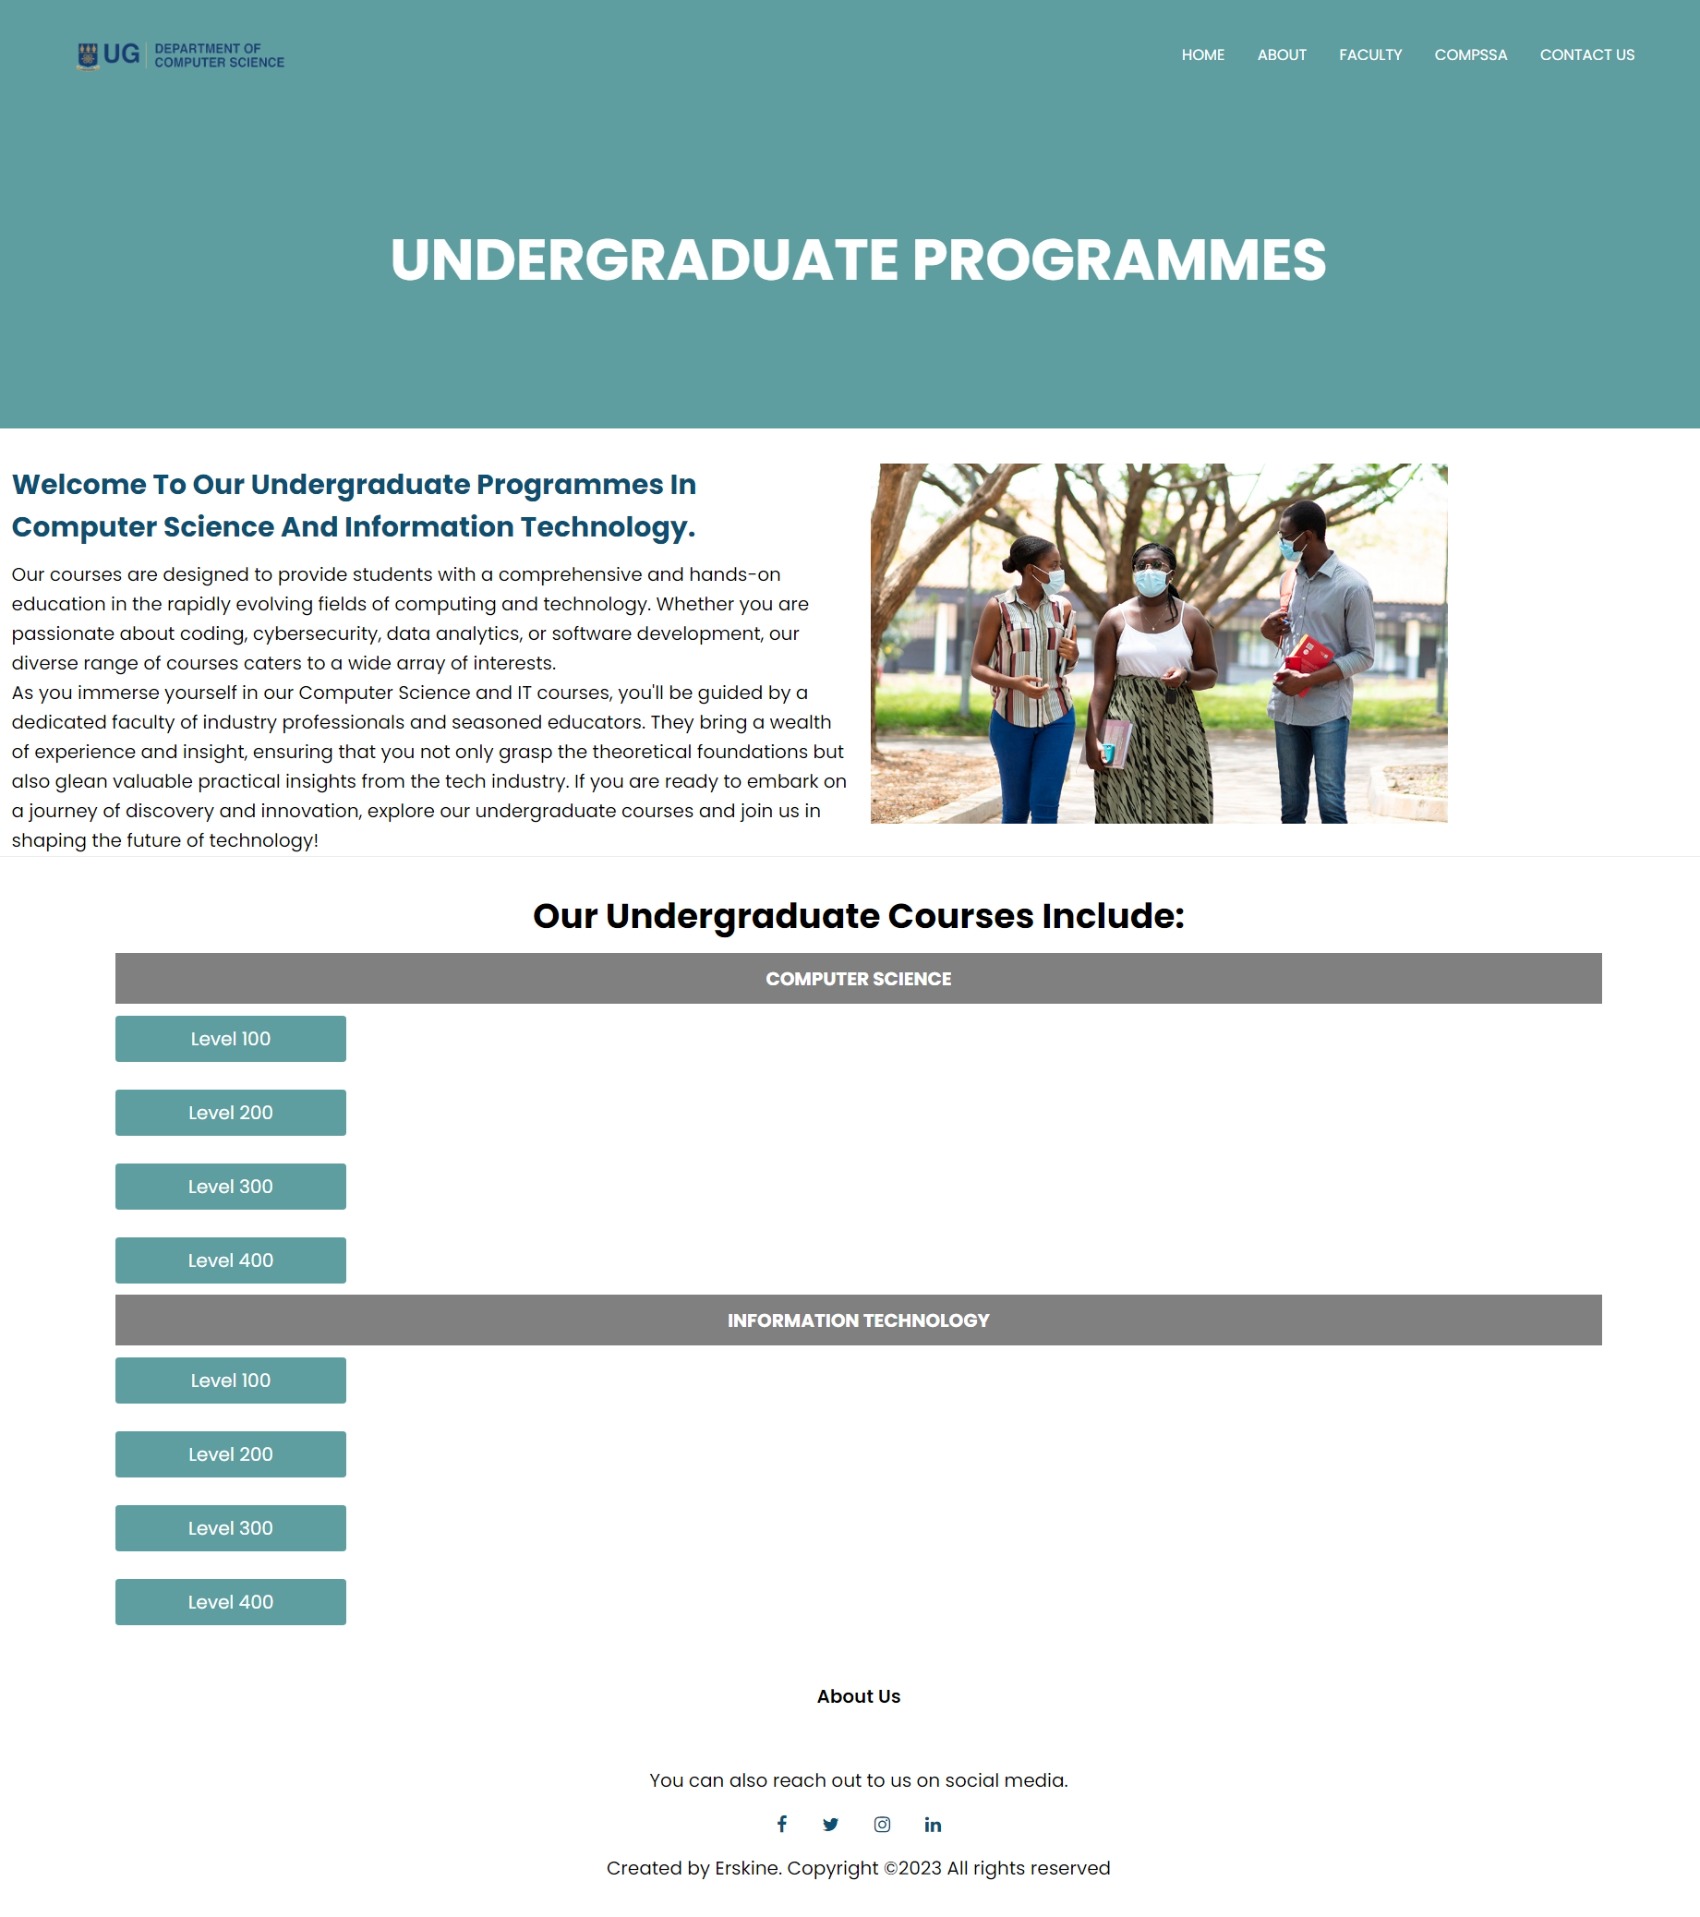 UG
DEPARTMENT OF
COMPUTER SCIENCE
HOME ABOUT FACULTY COMPSSA CONTACT US
UNDERGRADUATE PROGRAMMES
Welcome To Our Undergraduate Programmes In
Computer Science And Information Technology.
Our courses are designed to provide students with a comprehensive and hands-on
education in the rapidly evolving fields of computing and technology. Whether you are
passionate about coding, cybersecurity, data analytics, or software development, our
diverse range of courses caters to a wide array of interests.
As you immerse yourself in our Computer Science and IT courses, you'll be guided by a
dedicated faculty of industry professionals and seasoned educators. They bring a wealth
of experience and insight, ensuring that you not only grasp the theoretical foundations but
also glean valuable practical insights from the tech industry. If you are ready to embark on
a journey of discovery and innovation, explore our undergraduate courses and join us in
shaping the future of technology!
Our Undergraduate Courses Include:
COMPUTER SCIENCE
Level 100
Level 200
Level 300
Level 400
INFORMATION TECHNOLOGY
Level 100
Level 200
Level 300
Level 400
About Us
You can also reach out to us on social media.
Created by Erskine. Copyright ©2023 All rights reserved